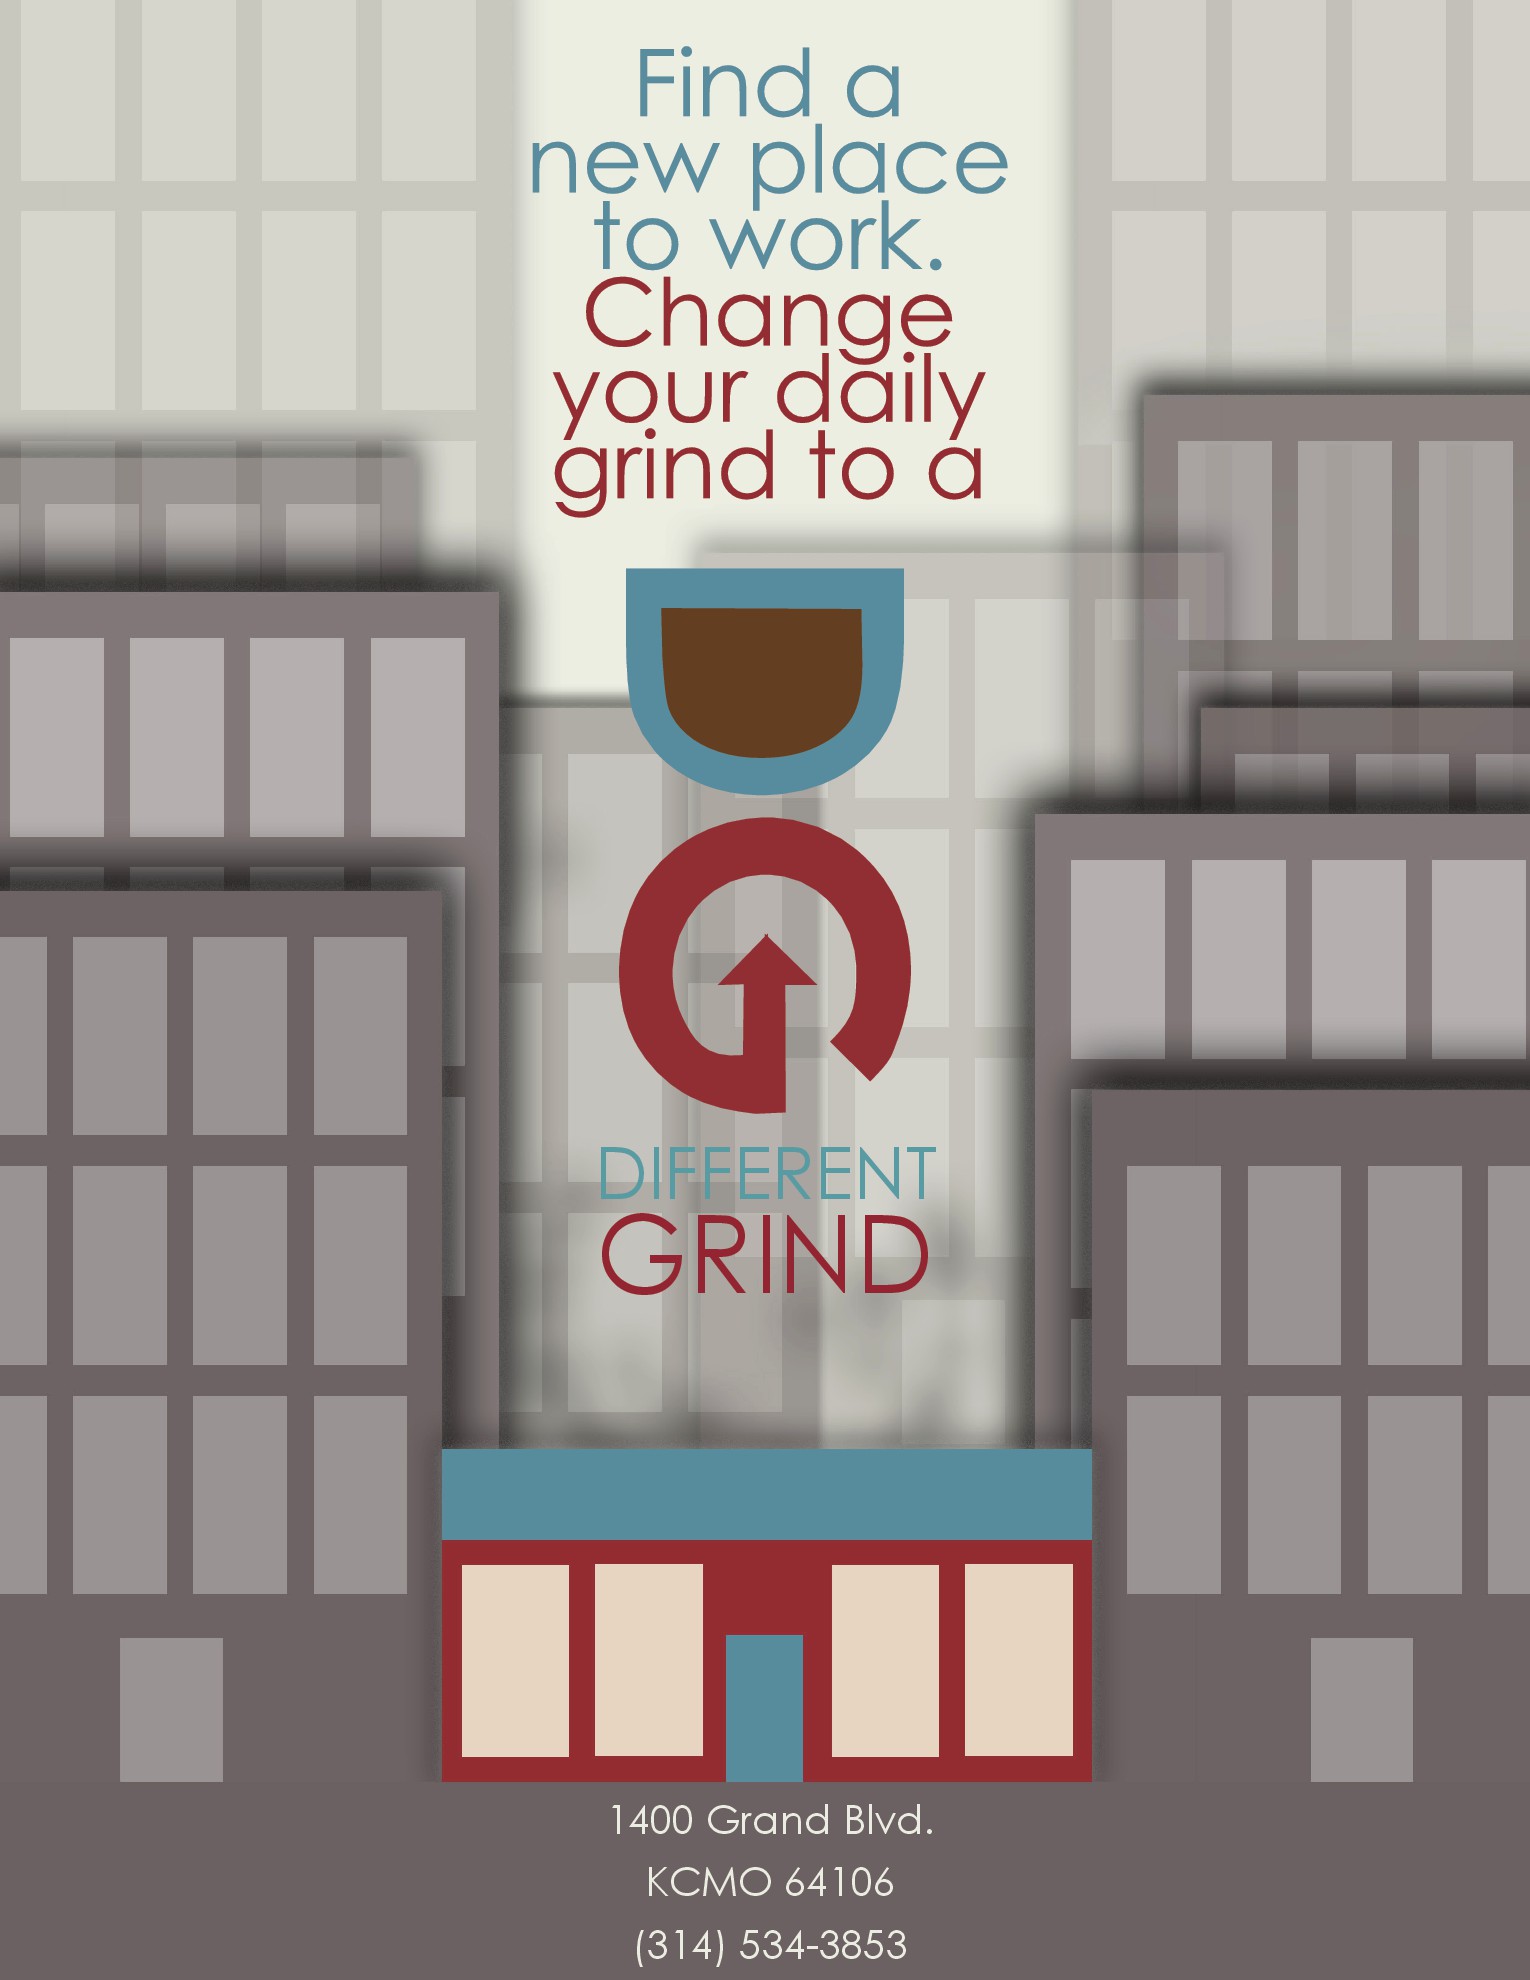 Find a
new place
to work.
Change
your daily
grind to a
DIFFERENT
GRIND
1400 Grand Blvd.
KCMO 64106
(314) 534-3853